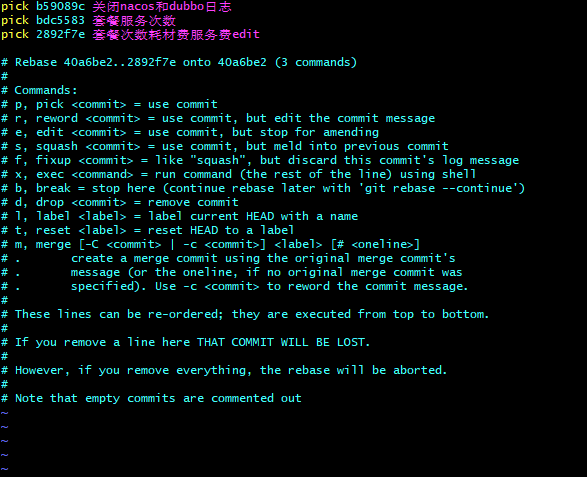 pick b59089c 关闭nacos和dubbo日志
pick bdc5583 套餐服务次数
pick 2892f7e 套餐次数耗材费服务费edit
# Rebase 40a6be2..2892f7e onto 40a6be2 (3 commands)
#
# Commands:
# p, pick <commit> = use commit
# r, reword <commit> = use commit, but edit the commit message
# e, edit <commit> = use commit, but stop for amending
# s, squash <commit> = use commit, but meld into previous commit
# f, fixup <commit> = like "squash", but discard this commit's log message
# x, exec <command> = run command (the rest of the line) using shell
# b, break = stop here (continue rebase later with 'git rebase --continue')
# d, drop <commit> = remove commit
# l, label <label> = label current HEAD with a name
# t, reset <label> = reset HEAD to a label
# m, merge [-C <commit> | -c <commit>] <label> [# <oneline>]
# .       create a merge commit using the original merge commit's
# .       message (or the oneline, if no original merge commit was
# .       specified). Use -c <commit> to reword the commit message.
#
# These lines can be re-ordered; they are executed from top to bottom.
#
# If you remove a line here THAT COMMIT WILL BE LOST.
#
# However, if you remove everything, the rebase will be aborted.
#
# Note that empty commits are commented out
~
~
~
~
~